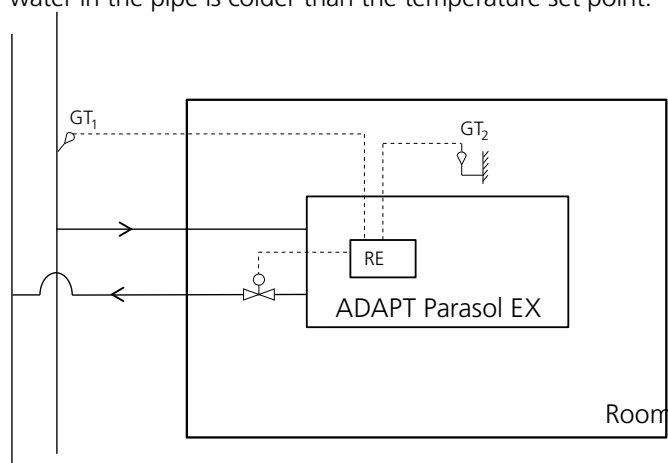 water in the pipe is colder than the temperature set point.
GT1
GT2
RE
ADAPT Parasol EX
Room